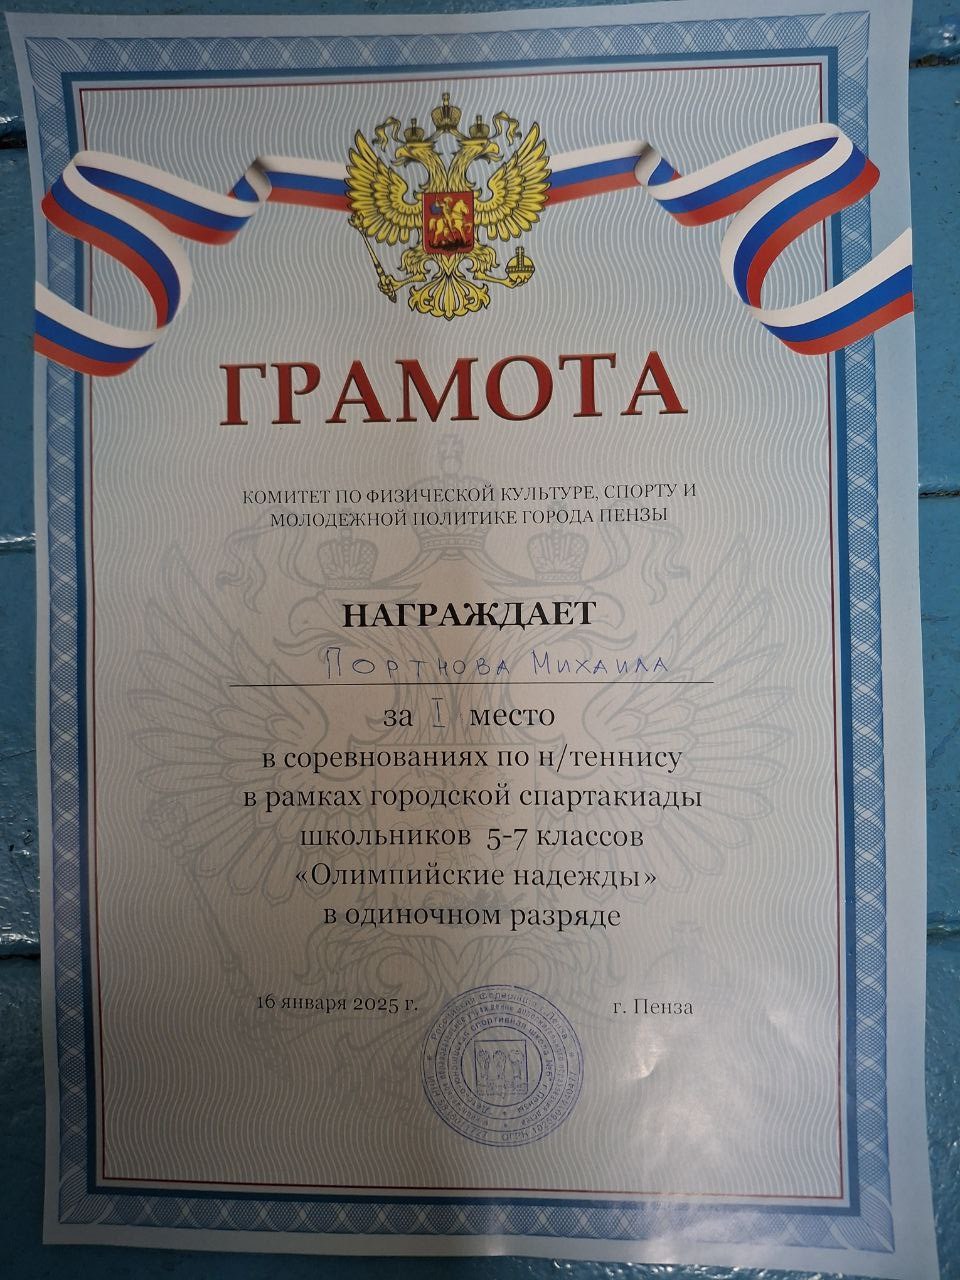 ГРАМОТА
КОМИТЕТ ПО ФИЗИЧЕСКОЙ КУЛЬТУРЕ, СПОРТУ И
МОЛОДЕЖНОЙ ПОЛИТИКЕ ГОРОДА ПЕНЗЫ
НАГРАЖДАЕТ
ПОРТНОВА МИХАИЛА
за I место
в соревнованиях по н/теннису
в рамках городской спартакиады
школьников 5-7 классов
«Олимпийские надежды»
в одиночном разряде
16 января 2025 г.
г. Пенза